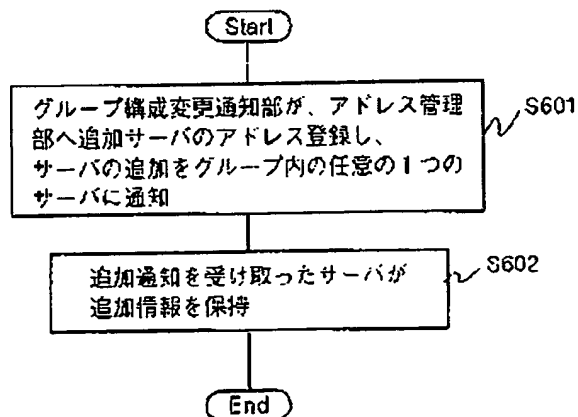 Start
グループ構成変更通知部が、アドレス管理
部へ追加サーバのアドレス登録し、
サーバの追加をグループ内の任意の1つの
サーバに通知
S601
追加通知を受け取ったサーバが
追加情報を保持
S602
End